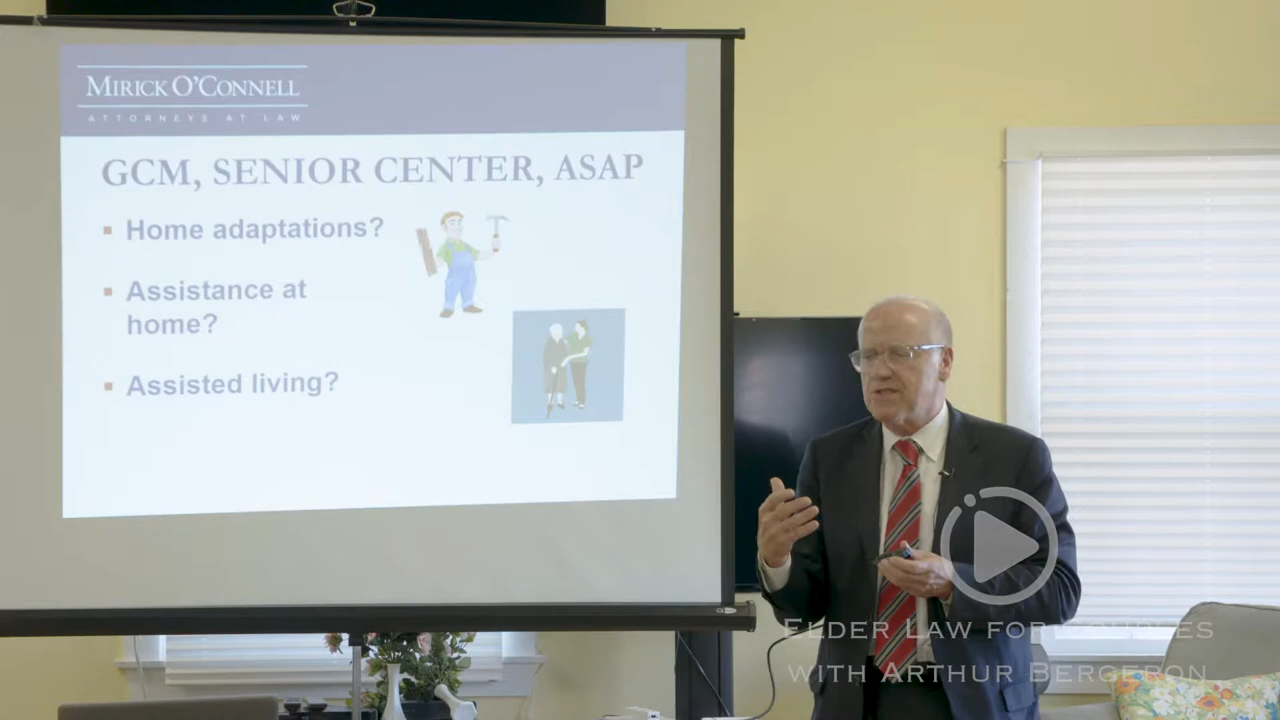 MIRICK O'CONNELL
ATTORNEYS AT LAW
GCM, SENIOR CENTER, ASAP
Home adaptations?
Assistance at
home?
Assisted living?
ELDER LAW FOR COUPLES
WITH ARTHUR BERGERON